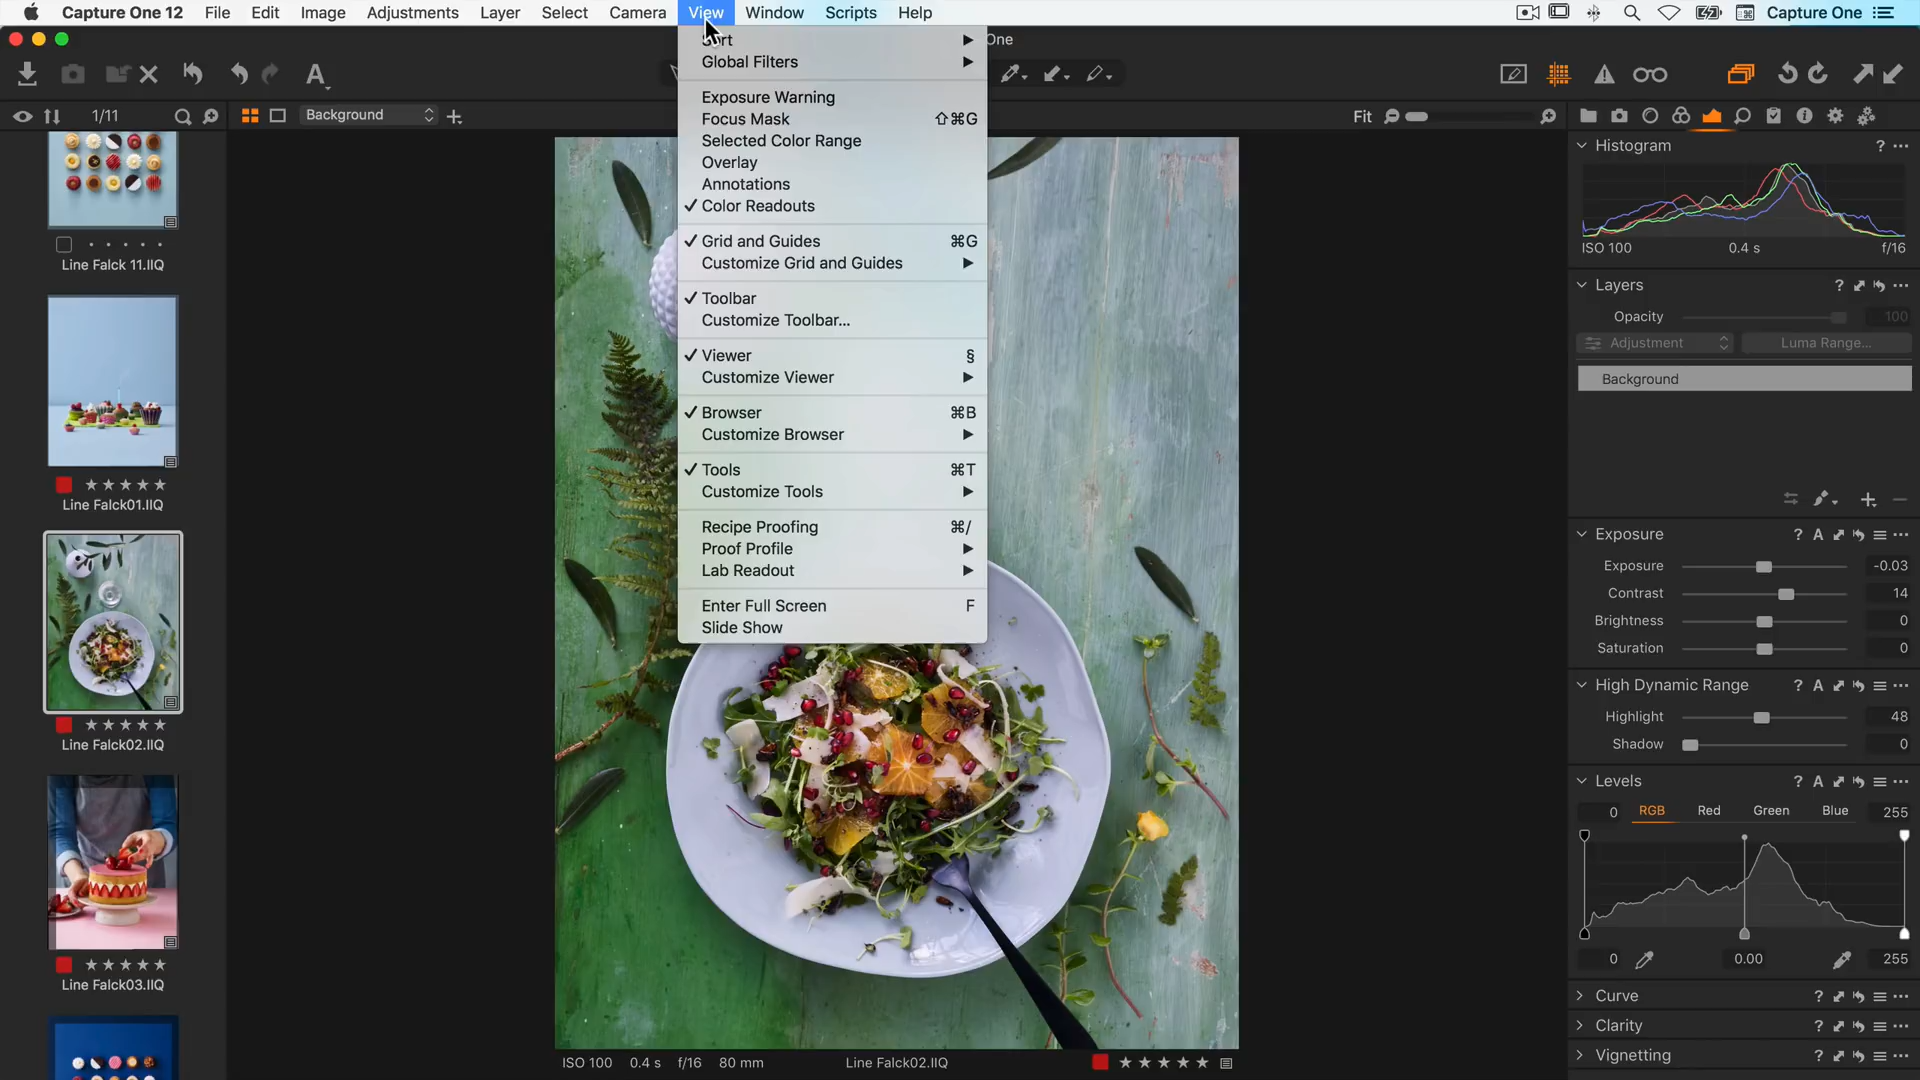 Capture One 12 File Edit Image Adjustments Layer Select Camera View Window Scripts Help Capture One
One
A
1/11
Background
Fit
Line Falck 11.IIQ
Line Falck01.IIQ
Line Falck02.IIQ
Line Falck03.IIQ
Global Filters
Exposure Warning
Focus Mask ⇧⌘G
Selected Color Range
Overlay
Annotations
✓ Color Readouts
✓ Grid and Guides ⌘G
Customize Grid and Guides
✓ Toolbar
Customize Toolbar...
✓ Viewer §
Customize Viewer
✓ Browser ⌘B
Customize Browser
✓ Tools ⌘T
Customize Tools
Recipe Proofing ⌘/
Proof Profile
Lab Readout
Enter Full Screen F
Slide Show
ISO 100 0.4 s f/16 80 mm Line Falck02.IIQ
Histogram ? ...
ISO 100 0.4 s f/16
Layers ? ...
Opacity 100
Adjustment Luma Range...
Background
Exposure ? A ...
Exposure -0.03
Contrast 14
Brightness 0
Saturation 0
High Dynamic Range ? A ...
Highlight 48
Shadow 0
Levels ? A ...
0 RGB Red Green Blue 255
0 0.00 255
Curve ? ...
Clarity ? ...
Vignetting ? ...